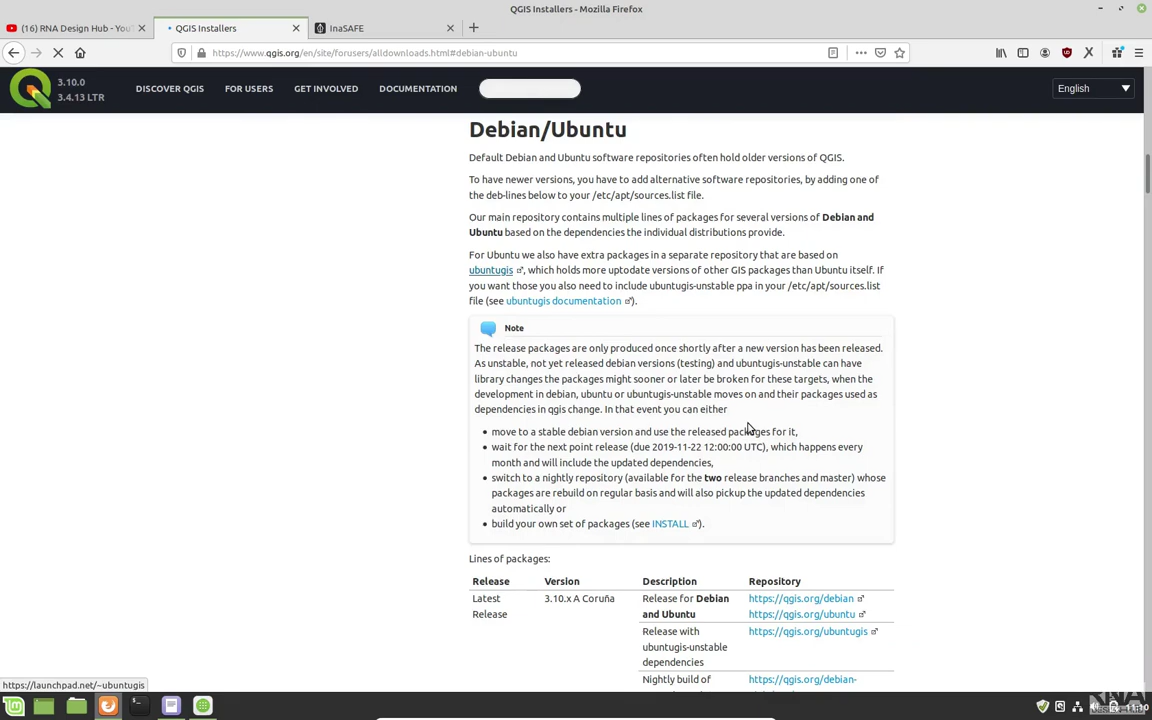 QGIS Installers - Mozilla Firefox
(16) RNA Design Hub - You
QGIS Installers
InaSAFE
https://www.qgis.org/en/site/forusers/alldownloads.html#debian-ubuntu
3.10.0
3.4.13 LTR
DISCOVER QGIS
FOR USERS
GET INVOLVED
DOCUMENTATION
English
Debian/Ubuntu
Default Debian and Ubuntu software repositories often hold older versions of QGIS.
To have newer versions, you have to add alternative software repositories, by adding one of
the deb-lines below to your /etc/apt/sources.list file.
Our main repository contains multiple lines of packages for several versions of Debian and
Ubuntu based on the dependencies the individual distributions provide.
For Ubuntu we also have extra packages in a separate repository that are based on
ubuntugis, which holds more uptodate versions of other GIS packages than Ubuntu itself. If
you want those you also need to include ubuntugis-unstable ppa in your /etc/apt/sources.list
file (see ubuntugis documentation).
Note
The release packages are only produced once shortly after a new version has been released.
As unstable, not yet released debian versions (testing) and ubuntugis-unstable can have
library changes the packages might sooner or later be broken for these targets, when the
development in debian, ubuntu or ubuntugis-unstable moves on and their packages used as
dependencies in qgis change. In that event you can either
• move to a stable debian version and use the released packages for it,
• wait for the next point release (due 2019-11-22 12:00:00 UTC), which happens every
month and will include the updated dependencies,
• switch to a nightly repository (available for the two release branches and master) whose
packages are rebuild on regular basis and will also pickup the updated dependencies
automatically or
• build your own set of packages (see INSTALL).
Lines of packages:
Release Version Description Repository
Latest 3.10.x A Coruña Release for Debian https://qgis.org/debian
Release and Ubuntu https://qgis.org/ubuntu
Release with https://qgis.org/ubuntugis
ubuntugis-unstable
dependencies
Nightly build of https://qgis.org/debian-
https://launchpad.net/~ubuntugis
RNA
11:10